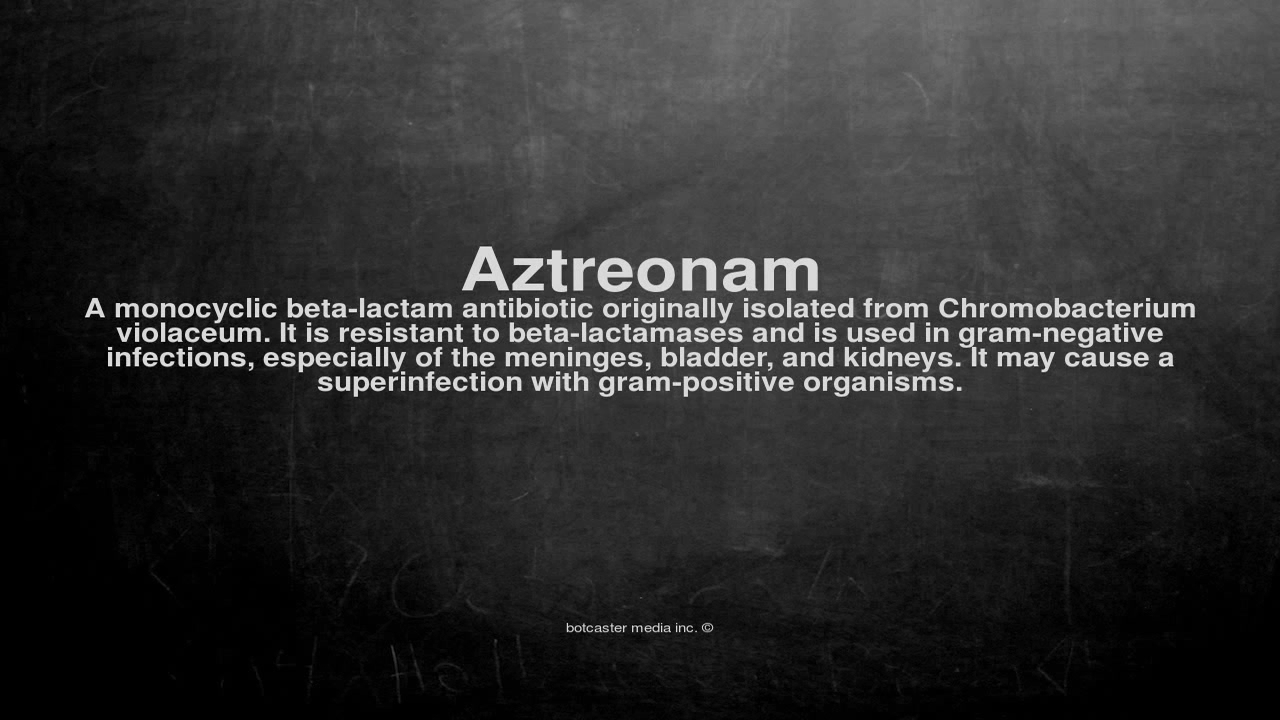 Aztreonam
A monocyclic beta-lactam antibiotic originally isolated from Chromobacterium
violaceum. It is resistant to beta-lactamases and is used in gram-negative
infections, especially of the meninges, bladder, and kidneys. It may cause a
superinfection with gram-positive organisms.
botcaster media inc. ©